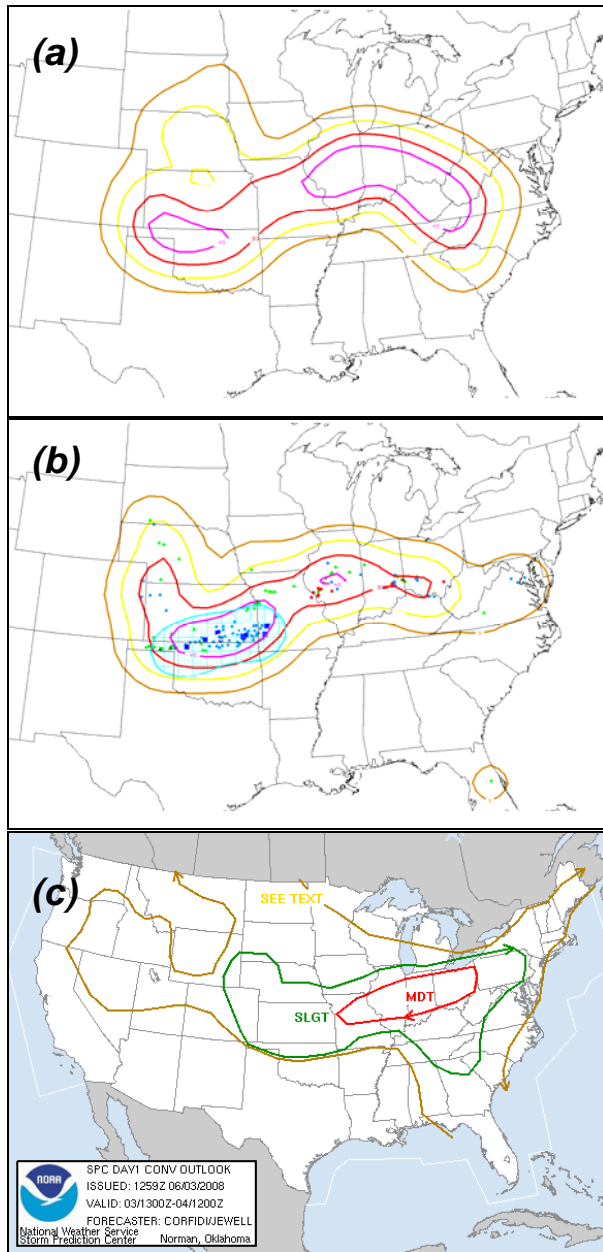 (a)
(b)
(c)
SEE TEXT
MDT
SLGT
SPC DAY1 CONV OUTLOOK
ISSUED: 1259Z 06/03/2008
VALID: 03/1300Z-04/1200Z
FORECASTER: CORFIDI/JEWELL
NOAA
National Weather Service
Storm Prediction Center Norman, Oklahoma